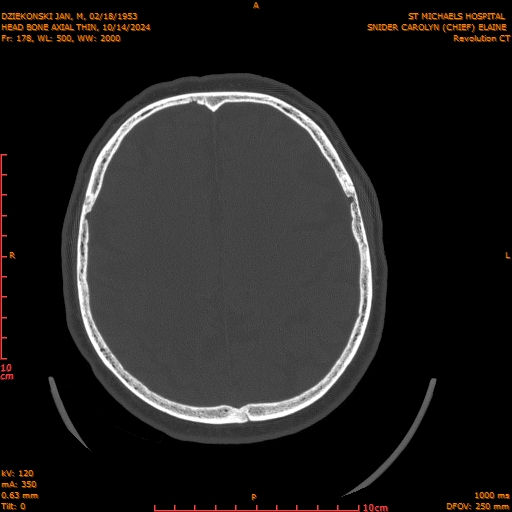 A
DZIEKONSKI JAN, M, 02/18/1953
HEAD BONE AXIAL THIN, 10/14/2024
Fr: 178, WL: 500, WW: 2000
ST MICHAELS HOSPITAL
SNIDER CAROLYN (CHIEF) ELAINE
Revolution CT
R
L
10
cm
kV: 120
mA: 350
0.63 mm
Tilt: 0
P
10cm
1000 ms
DFOV: 250 mm